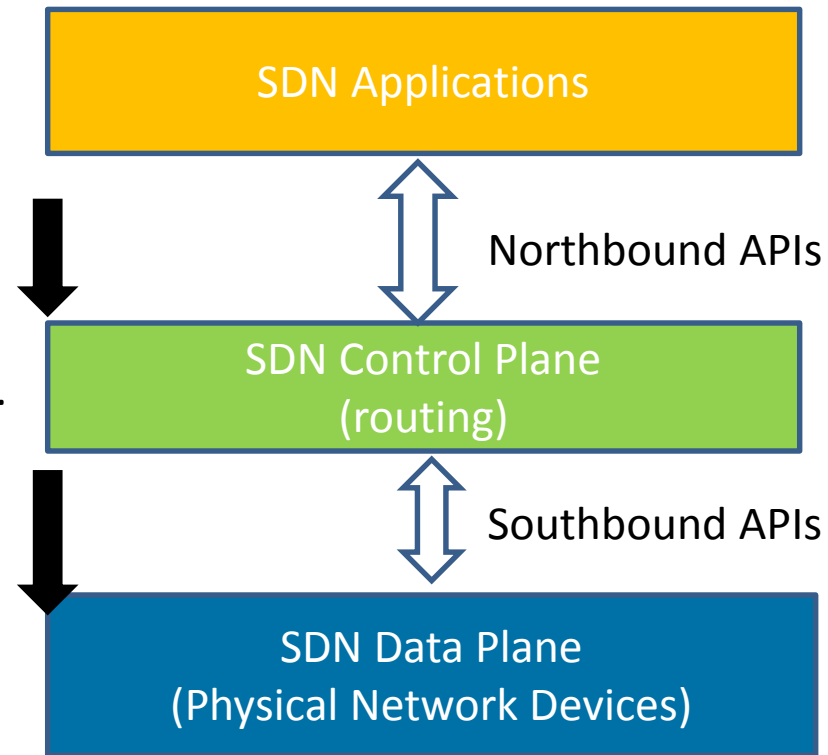 SDN Applications
Northbound APIs
SDN Control Plane
(routing)
.
Southbound APIs
SDN Data Plane
(Physical Network Devices)